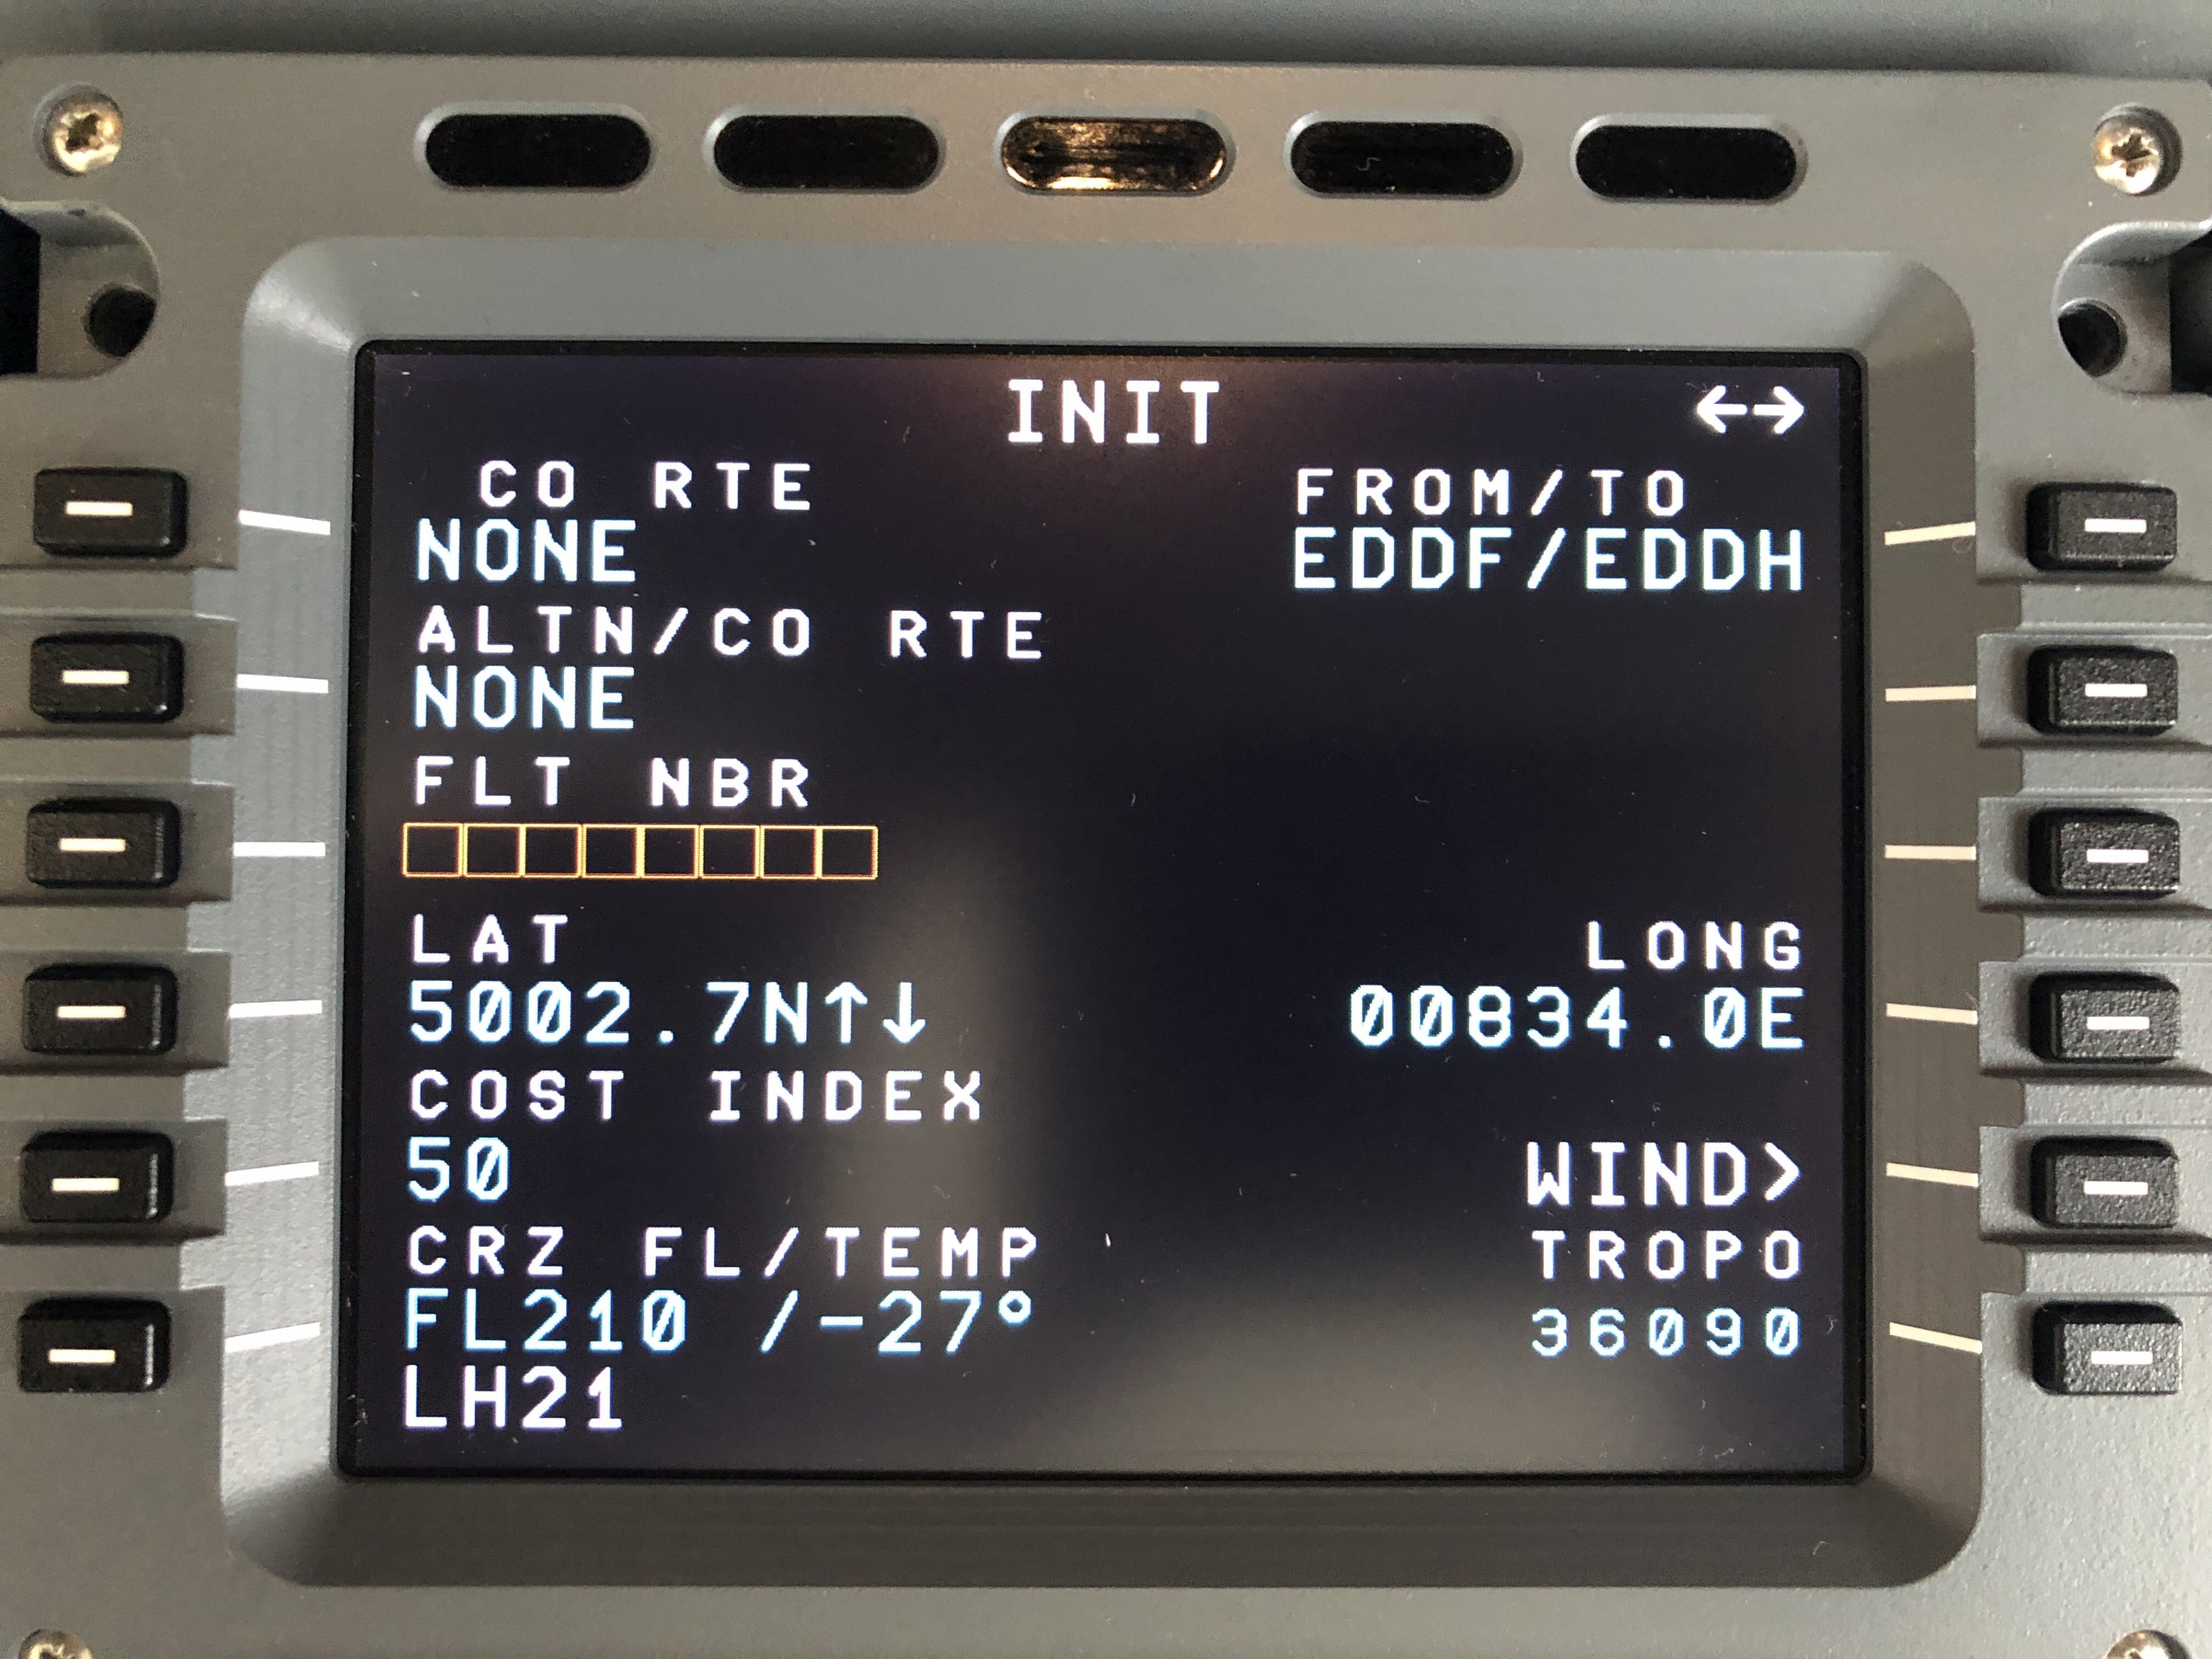 INIT ←→
CO RTE FROM/TO
NONE EDDF/EDDH
ALTN/CO RTE
NONE
FLT NBR
LAT LONG
5002.7N↑↓ 00834.0E
COST INDEX
50 WIND>
CRZ FL/TEMP TROPO
FL210 /-27° 36090
LH21